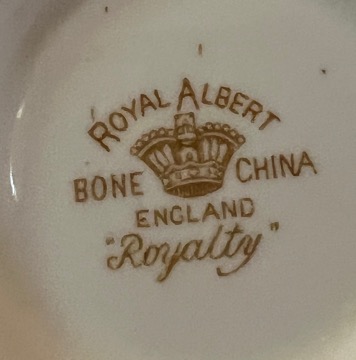 ROYAL ALBERT
BONE CHINA
ENGLAND
"Royalty"